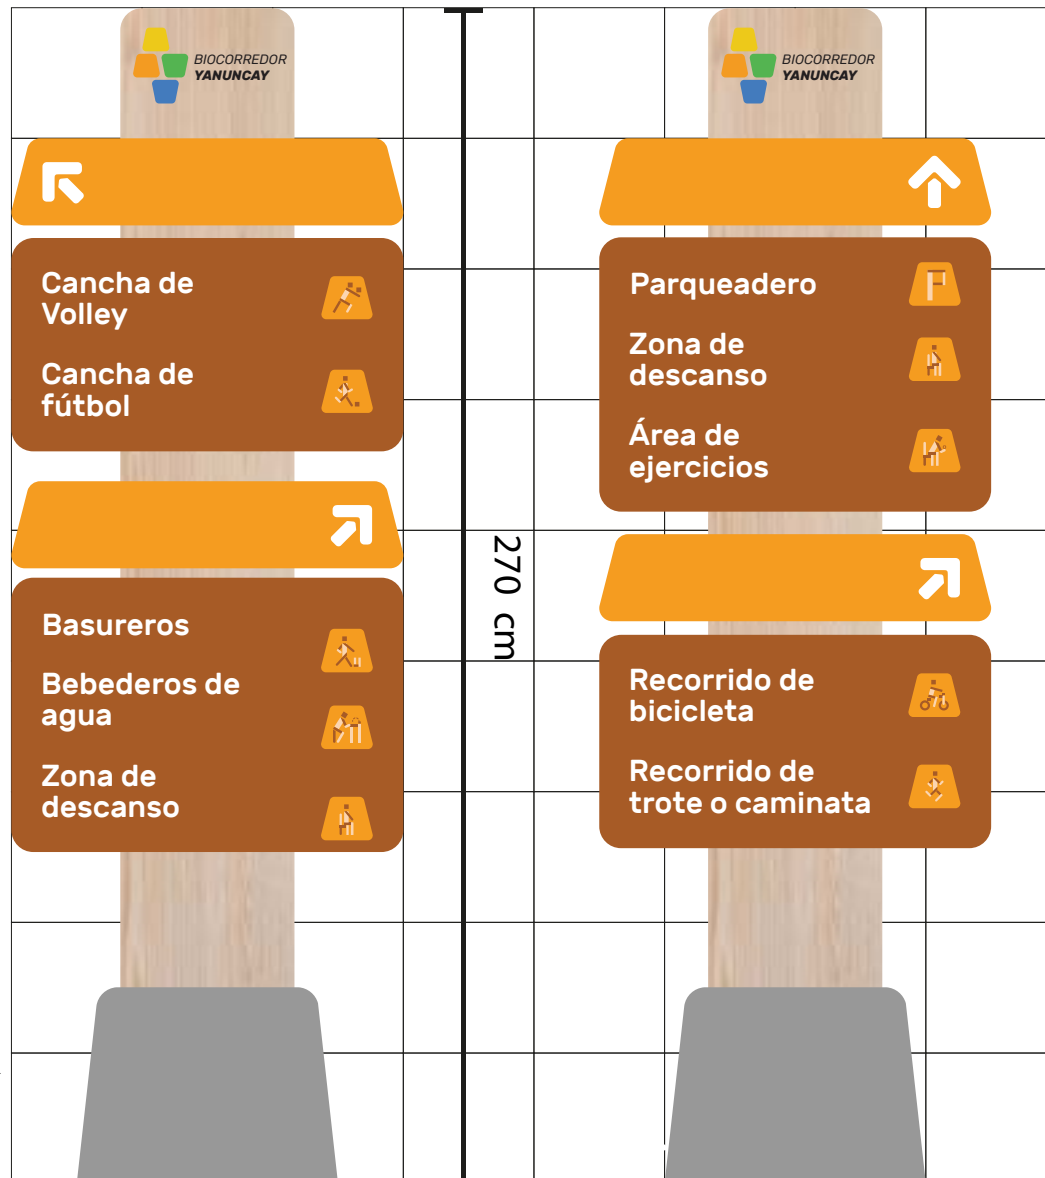 BIOCORREDOR
YANUNCAY
Cancha de
Volley
Cancha de
fútbol
Basureros
Bebederos de
agua
Zona de
descanso
270 cm
BIOCORREDOR
YANUNCAY
Parqueadero
Zona de
descanso
Área de
ejercicios
Recorrido de
bicicleta
Recorrido de
trote o caminata